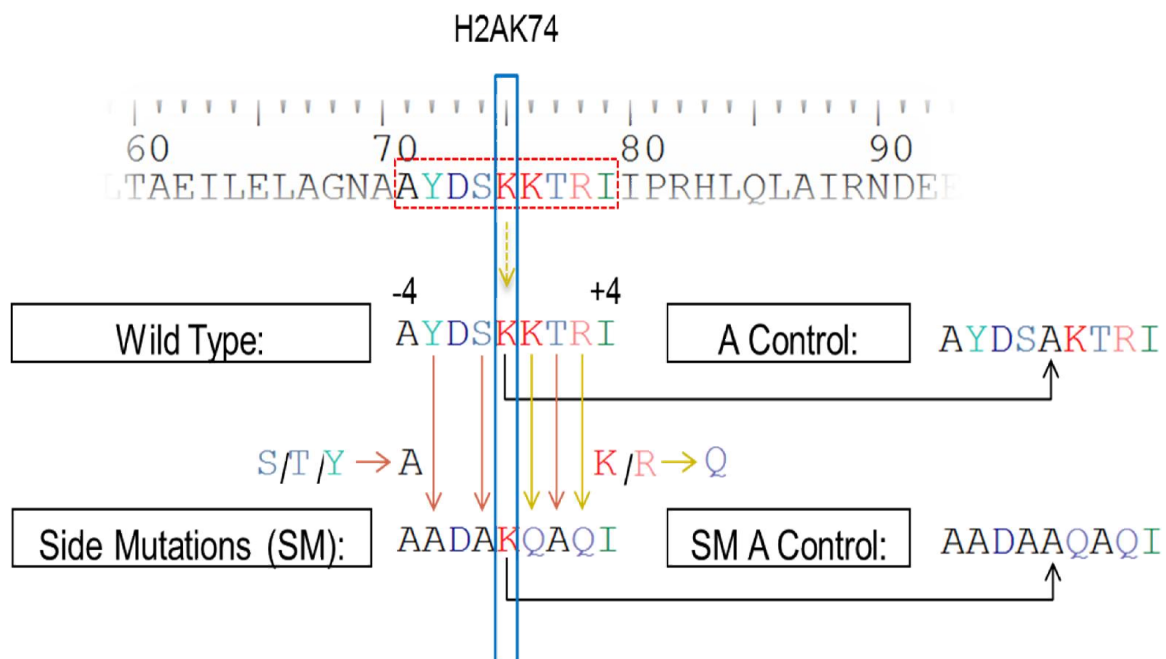 H2AK74
60 70 80 90
LTAEILELAGNAAYDSKKTRIIPRHLQLAIRNDEE
-4 +4
Wild Type: AYDSKKTRI A Control: AYDSAKTRI
S/T/Y A K/R Q
Side Mutations (SM): AADAKQAQI SM A Control: AADAAQAQI